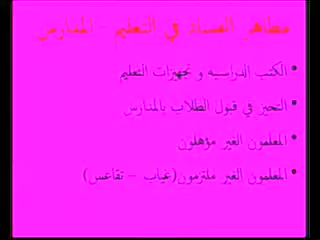 مظاهر الفساد في التعليم - المدارس
• الكتب الدراسيه و تجهيزات التعليم
• التحيز في قبول الطلاب بالمدارس
• المعلمون الغير مؤهلون
• المعلمون الغير ملتزمون(غياب – تقاعس)